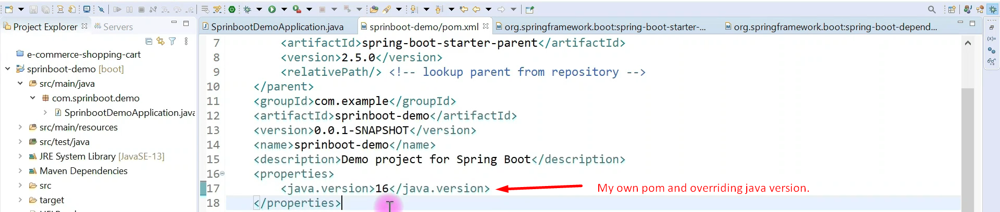 Project Explorer
Servers
SprinbootDemoApplication.java
sprinboot-demo/pom.xml
org.springframework.boot:spring-boot-starter-...
org.springframework.boot:spring-boot-depend...
e-commerce-shopping-cart
sprinboot-demo [boot]
src/main/java
com.sprinboot.demo
SprinbootDemoApplication.java
src/main/resources
src/test/java
JRE System Library [JavaSE-13]
Maven Dependencies
src
target
7 <artifactId>spring-boot-starter-parent</artifactId>
8 <version>2.5.0</version>
9 <relativePath/> <!-- lookup parent from repository -->
10 </parent>
11 <groupId>com.example</groupId>
12 <artifactId>sprinboot-demo</artifactId>
13 <version>0.0.1-SNAPSHOT</version>
14 <name>sprinboot-demo</name>
15 <description>Demo project for Spring Boot</description>
16 <properties>
17 <java.version>16</java.version>
My own pom and overriding java version.
18 </properties>